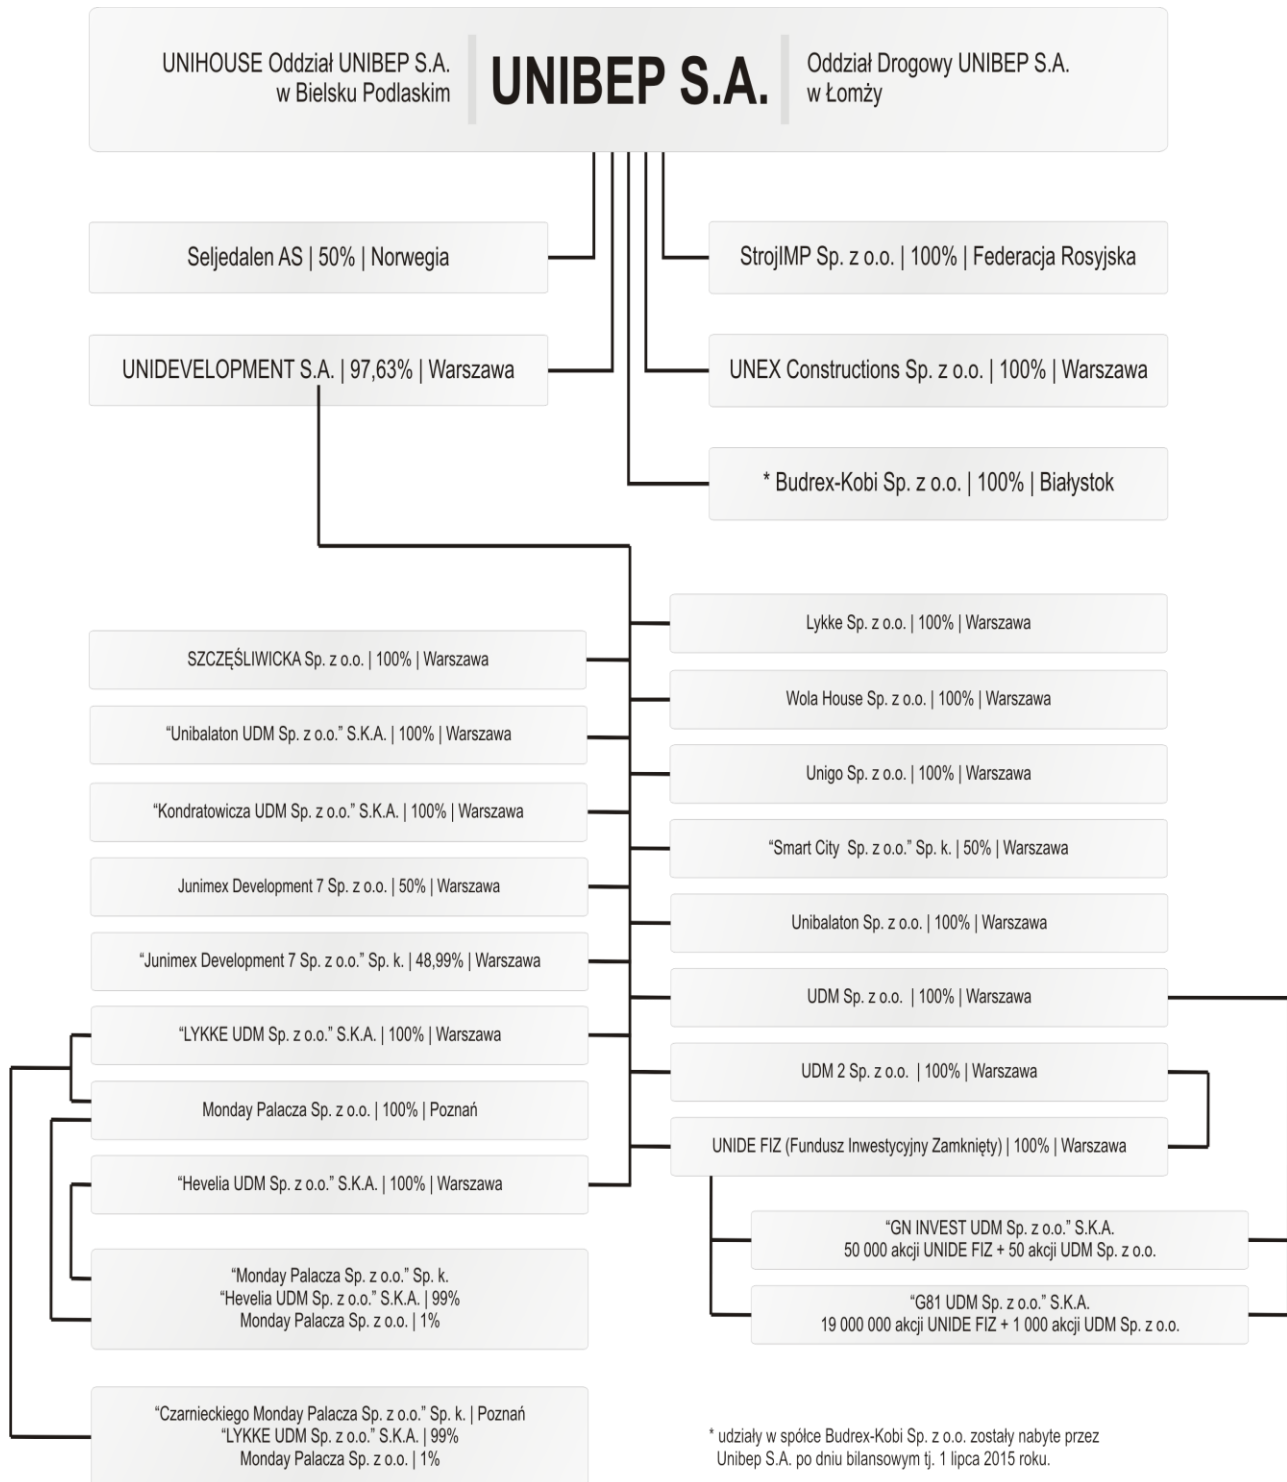 UNIHOUSE Oddział UNIBEP S.A.
w Bielsku Podlaskim
UNIBEP S.A.
Oddział Drogowy UNIBEP S.A.
w Łomży
Seljedalen AS | 50% | Norwegia
StrojIMP Sp. z o.o. | 100% | Federacja Rosyjska
UNIDEVELOPMENT S.A. | 97,63% | Warszawa
UNEX Constructions Sp. z o.o. | 100% | Warszawa
* Budrex-Kobi Sp. z o.o. | 100% | Białystok
SZCZĘŚLIWICKA Sp. z o.o. | 100% | Warszawa
“Unibalaton UDM Sp. z o.o.” S.K.A. | 100% | Warszawa
“Kondratowicza UDM Sp. z o.o.” S.K.A. | 100% | Warszawa
Junimex Development 7 Sp. z o.o. | 50% | Warszawa
“Junimex Development 7 Sp. z o.o.” Sp. k. | 48,99% | Warszawa
“LYKKE UDM Sp. z o.o.” S.K.A. | 100% | Warszawa
Monday Palacza Sp. z o.o. | 100% | Poznań
“Hevelia UDM Sp. z o.o.” S.K.A. | 100% | Warszawa
“Monday Palacza Sp. z o.o.” Sp. k.
“Hevelia UDM Sp. z o.o.” S.K.A. | 99%
Monday Palacza Sp. z o.o. | 1%
“Czarnieckiego Monday Palacza Sp. z o.o.” Sp. k. | Poznań
“LYKKE UDM Sp. z o.o.” S.K.A. | 99%
Monday Palacza Sp. z o.o. | 1%
Lykke Sp. z o.o. | 100% | Warszawa
Wola House Sp. z o.o. | 100% | Warszawa
Unigo Sp. z o.o. | 100% | Warszawa
“Smart City Sp. z o.o.” Sp. k. | 50% | Warszawa
Unibalaton Sp. z o.o. | 100% | Warszawa
UDM Sp. z o.o. | 100% | Warszawa
UDM 2 Sp. z o.o. | 100% | Warszawa
UNIDE FIZ (Fundusz Inwestycyjny Zamknięty) | 100% | Warszawa
“GN INVEST UDM Sp. z o.o.” S.K.A.
50 000 akcji UNIDE FIZ + 50 akcji UDM Sp. z o.o.
“G81 UDM Sp. z o.o.” S.K.A.
19 000 000 akcji UNIDE FIZ + 1 000 akcji UDM Sp. z o.o.
* udziały w spółce Budrex-Kobi Sp. z o.o. zostały nabyte przez
Unibep S.A. po dniu bilansowym tj. 1 lipca 2015 roku.